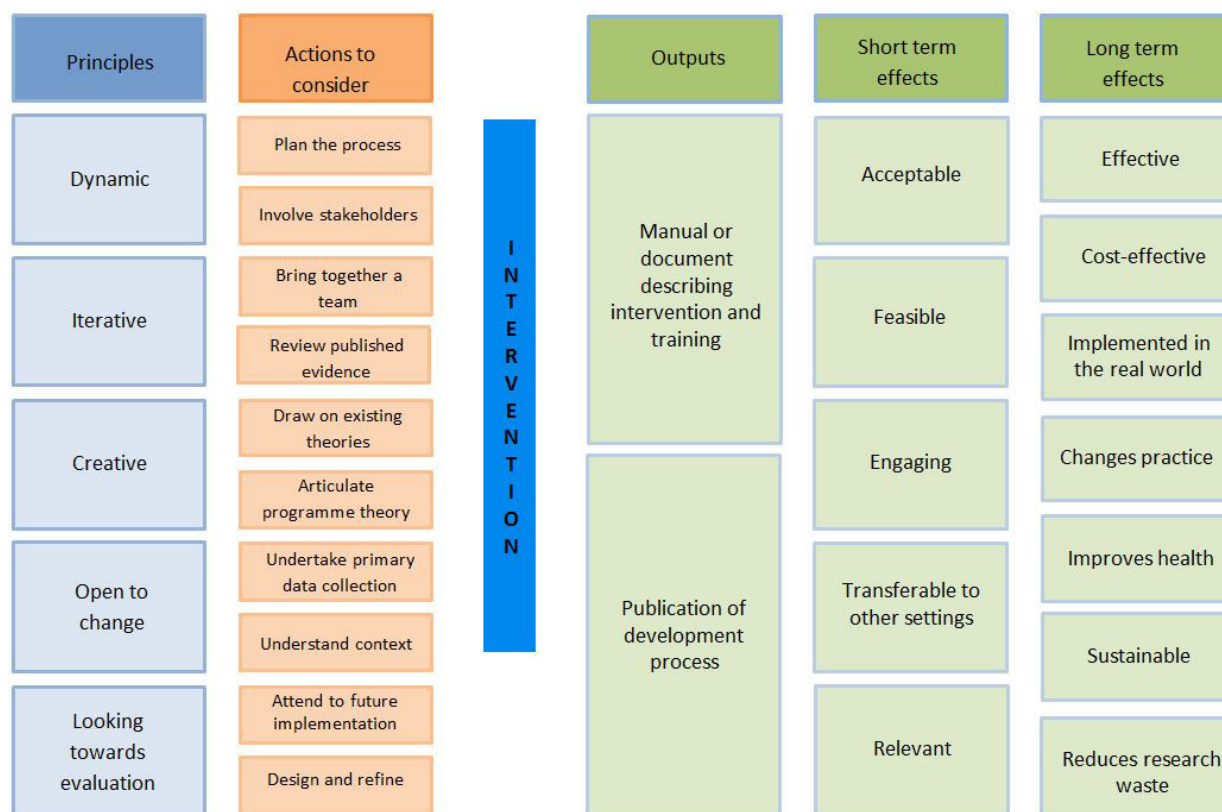 Principles
Dynamic
Iterative
Creative
Open to
change
Looking
towards
evaluation
Actions to
consider
Plan the process
Involve stakeholders
Bring together a
team
Review published
evidence
Draw on existing
theories
Articulate
programme theory
Undertake primary
data collection
Understand context
Attend to future
implementation
Design and refine
INTERVENTION
Outputs
Manual or
document
describing
intervention and
training
Publication of
development
process
Short term
effects
Acceptable
Feasible
Engaging
Transferable to
other settings
Relevant
Long term
effects
Effective
Cost-effective
Implemented in
the real world
Changes practice
Improves health
Sustainable
Reduces research
waste